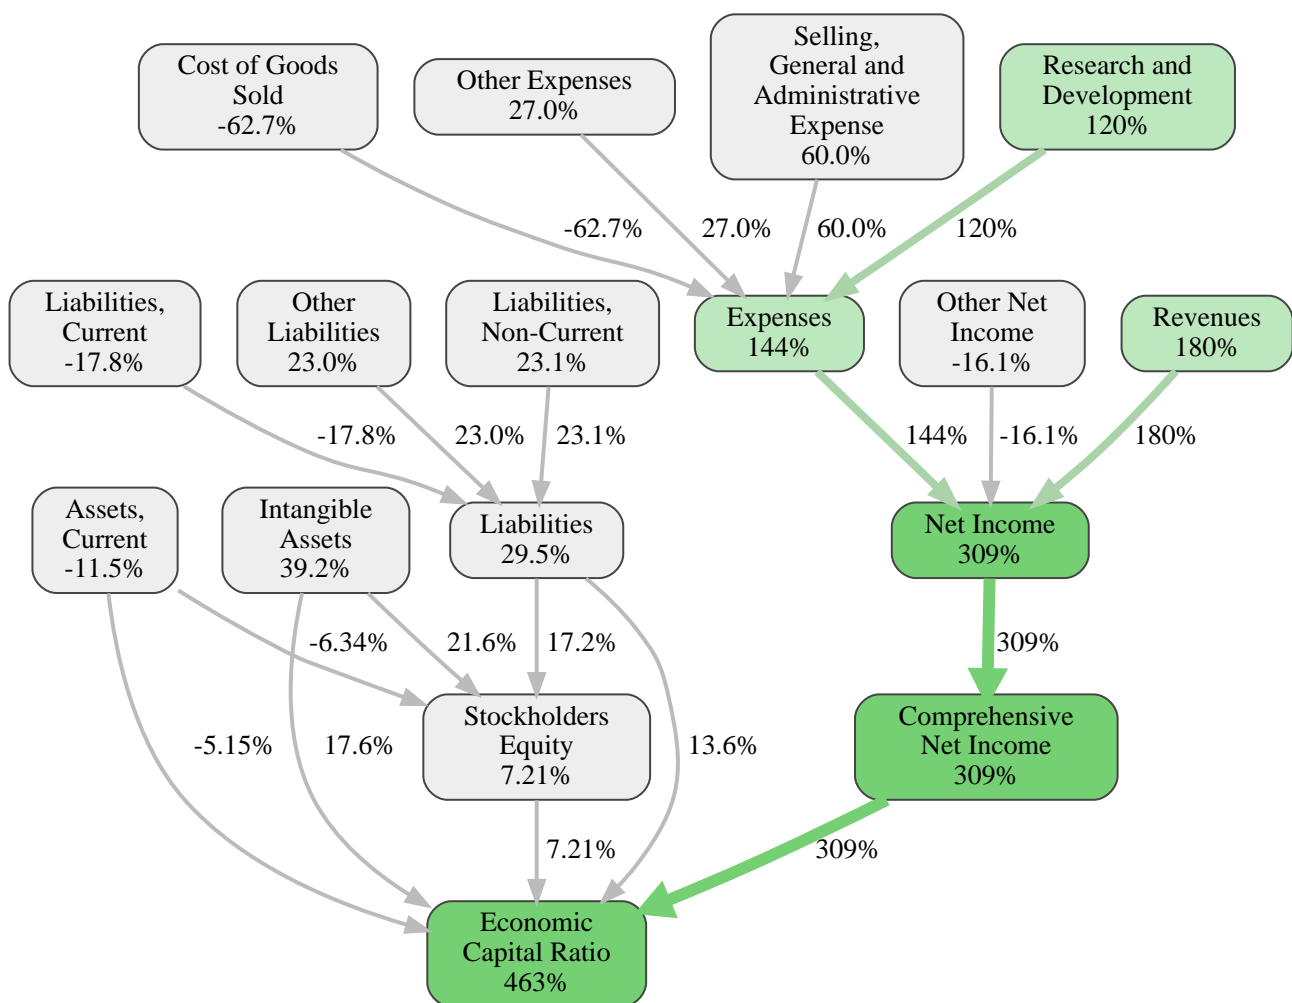 Cost of Goods
Sold
-62.7%
Other Expenses
27.0%
Selling,
General and
Administrative
Expense
60.0%
Research and
Development
120%
-62.7%
27.0%
60.0%
120%
Liabilities,
Current
-17.8%
Other
Liabilities
23.0%
Liabilities,
Non-Current
23.1%
Expenses
144%
Other Net
Income
-16.1%
Revenues
180%
-17.8%
23.0%
23.1%
144%
-16.1%
180%
Assets,
Current
-11.5%
Intangible
Assets
39.2%
Liabilities
29.5%
Net Income
309%
-6.34%
21.6%
17.2%
309%
Stockholders
Equity
7.21%
Comprehensive
Net Income
309%
-5.15%
17.6%
13.6%
7.21%
309%
Economic
Capital Ratio
463%